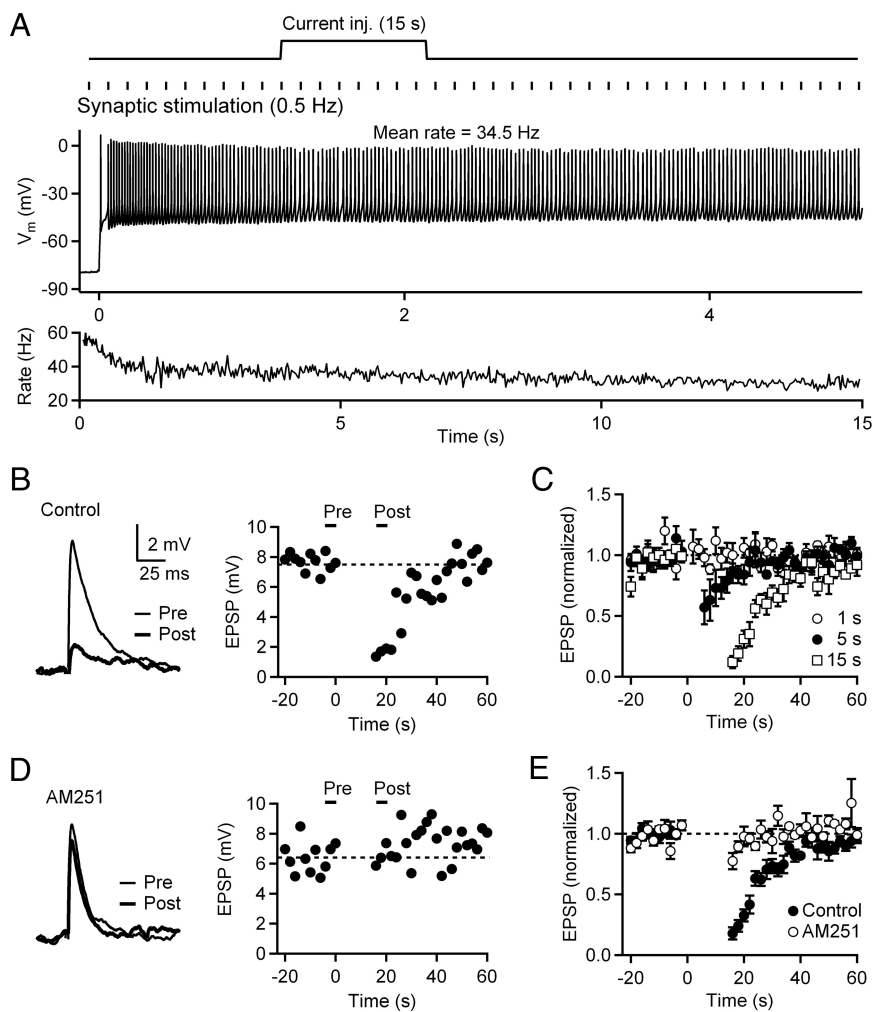 A
Current inj. (15 s)
Synaptic stimulation (0.5 Hz)
Mean rate = 34.5 Hz
Vm (mV)
0
-30
-60
-90
0 2 4
Rate (Hz)
60
40
20
0 5 10 15
Time (s)
B
Control
2 mV
25 ms
Pre
Post
Pre Post
EPSP (mV)
10
8
6
4
2
0
-20 0 20 40 60
Time (s)
C
EPSP (normalized)
1.5
1.0
0.5
0.0
1 s
5 s
15 s
-20 0 20 40 60
Time (s)
D
AM251
Pre
Post
Pre Post
EPSP (mV)
10
8
6
4
2
0
-20 0 20 40 60
Time (s)
E
EPSP (normalized)
1.5
1.0
0.5
0.0
Control
AM251
-20 0 20 40 60
Time (s)